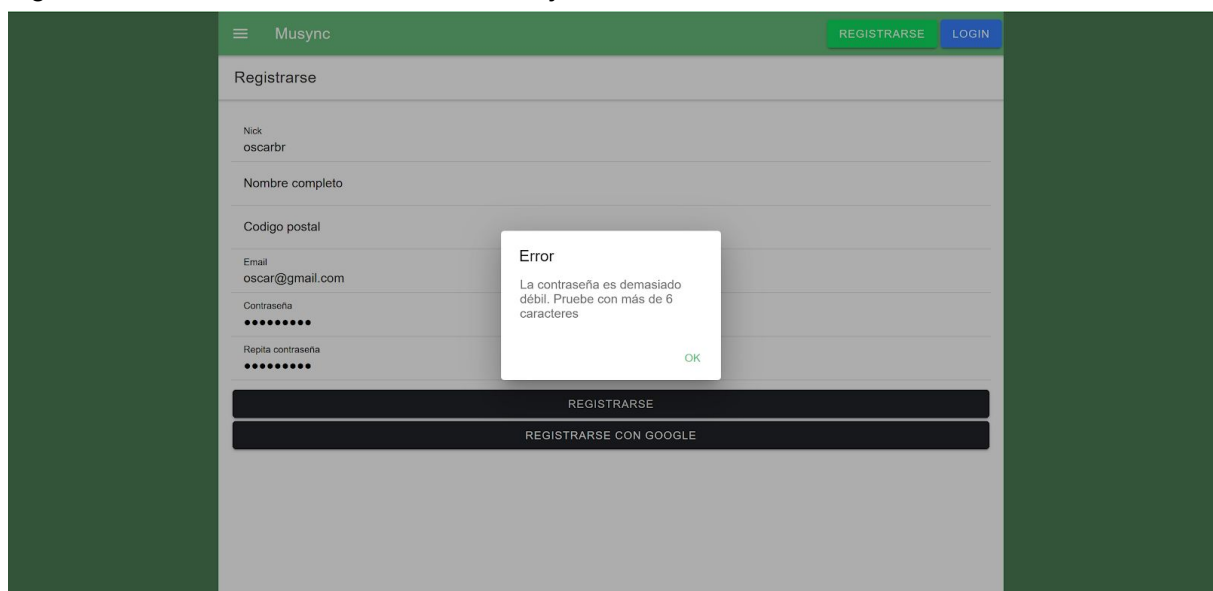 Musync
REGISTRARSE
LOGIN
Registrarse
Nick
oscarbr
Nombre completo
Codigo postal
Email
oscar@gmail.com
Contraseña
•••••••••
Repita contraseña
•••••••••
Error
La contraseña es demasiado
débil. Pruebe con más de 6
caracteres
OK
REGISTRARSE
REGISTRARSE CON GOOGLE